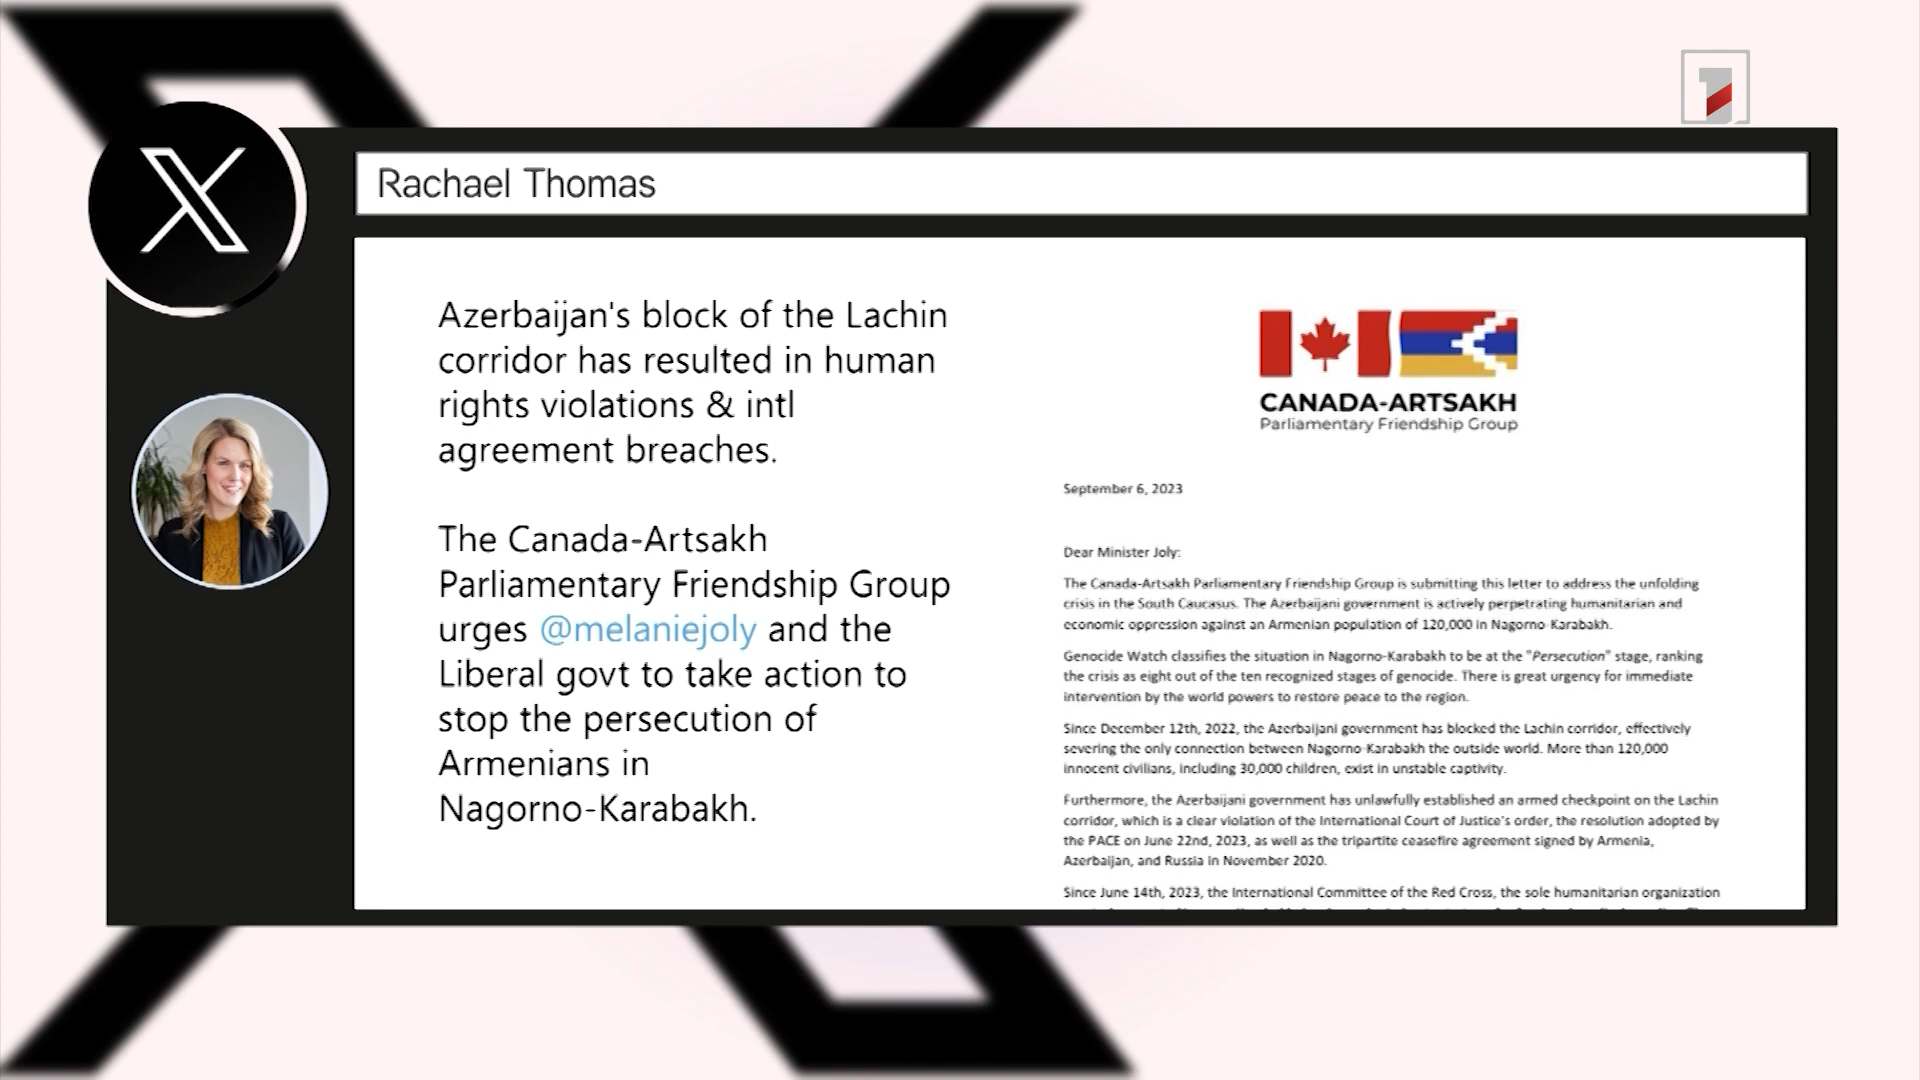 Rachael Thomas
Azerbaijan's block of the Lachin
corridor has resulted in human
rights violations & intl
agreement breaches.
The Canada-Artsakh
Parliamentary Friendship Group
urges @melaniejoly and the
Liberal govt to take action to
stop the persecution of
Armenians in
Nagorno-Karabakh.
CANADA-ARTSAKH
Parliamentary Friendship Group
September 6, 2023
Dear Minister Joly:
The Canada-Artsakh Parliamentary Friendship Group is submitting this letter to address the unfolding
crisis in the South Caucasus. The Azerbaijani government is actively perpetrating humanitarian and
economic oppression against an Armenian population of 120,000 in Nagorno-Karabakh.
Genocide Watch classifies the situation in Nagorno-Karabakh to be at the "Persecution" stage, ranking
the crisis as eight out of the ten recognized stages of genocide. There is great urgency for immediate
intervention by the world powers to restore peace to the region.
Since December 12th, 2022, the Azerbaijani government has blocked the Lachin corridor, effectively
severing the only connection between Nagorno-Karabakh the outside world. More than 120,000
innocent civilians, including 30,000 children, exist in unstable captivity.
Furthermore, the Azerbaijani government has unlawfully established an armed checkpoint on the Lachin
corridor, which is a clear violation of the International Court of Justice's order, the resolution adopted by
the PACE on June 22nd, 2023, as well as the tripartite ceasefire agreement signed by Armenia,
Azerbaijan, and Russia in November 2020.
Since June 14th, 2023, the International Committee of the Red Cross, the sole humanitarian organization